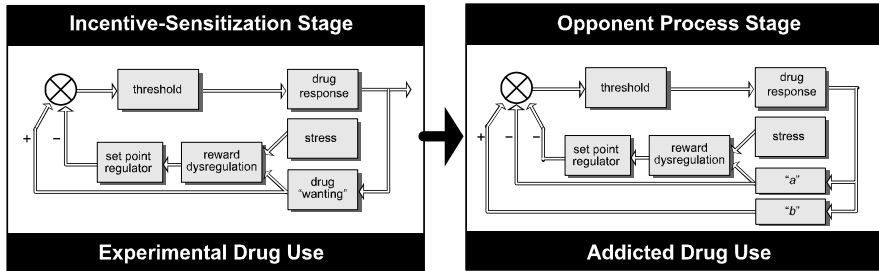 Incentive-Sensitization Stage
threshold
drug
response
stress
+
−
set point
regulator
reward
dysregulation
drug
"wanting"
Experimental Drug Use
Opponent Process Stage
threshold
drug
response
stress
+
−
−
set point
regulator
reward
dysregulation
"a"
"b"
Addicted Drug Use